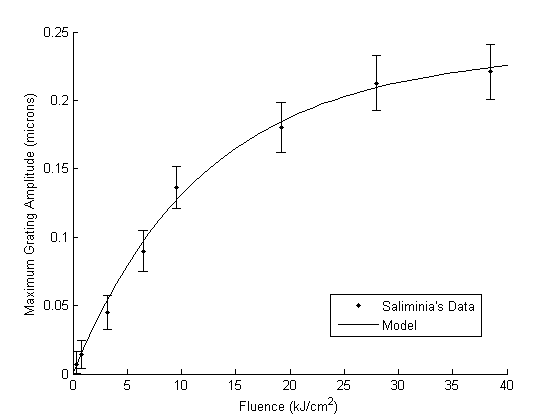 0.25
0.2
0.15
0.1
0.05
0
Maximum Grating Amplitude (microns)
Saliminia's Data
Model
0 5 10 15 20 25 30 35 40
Fluence (kJ/cm²)